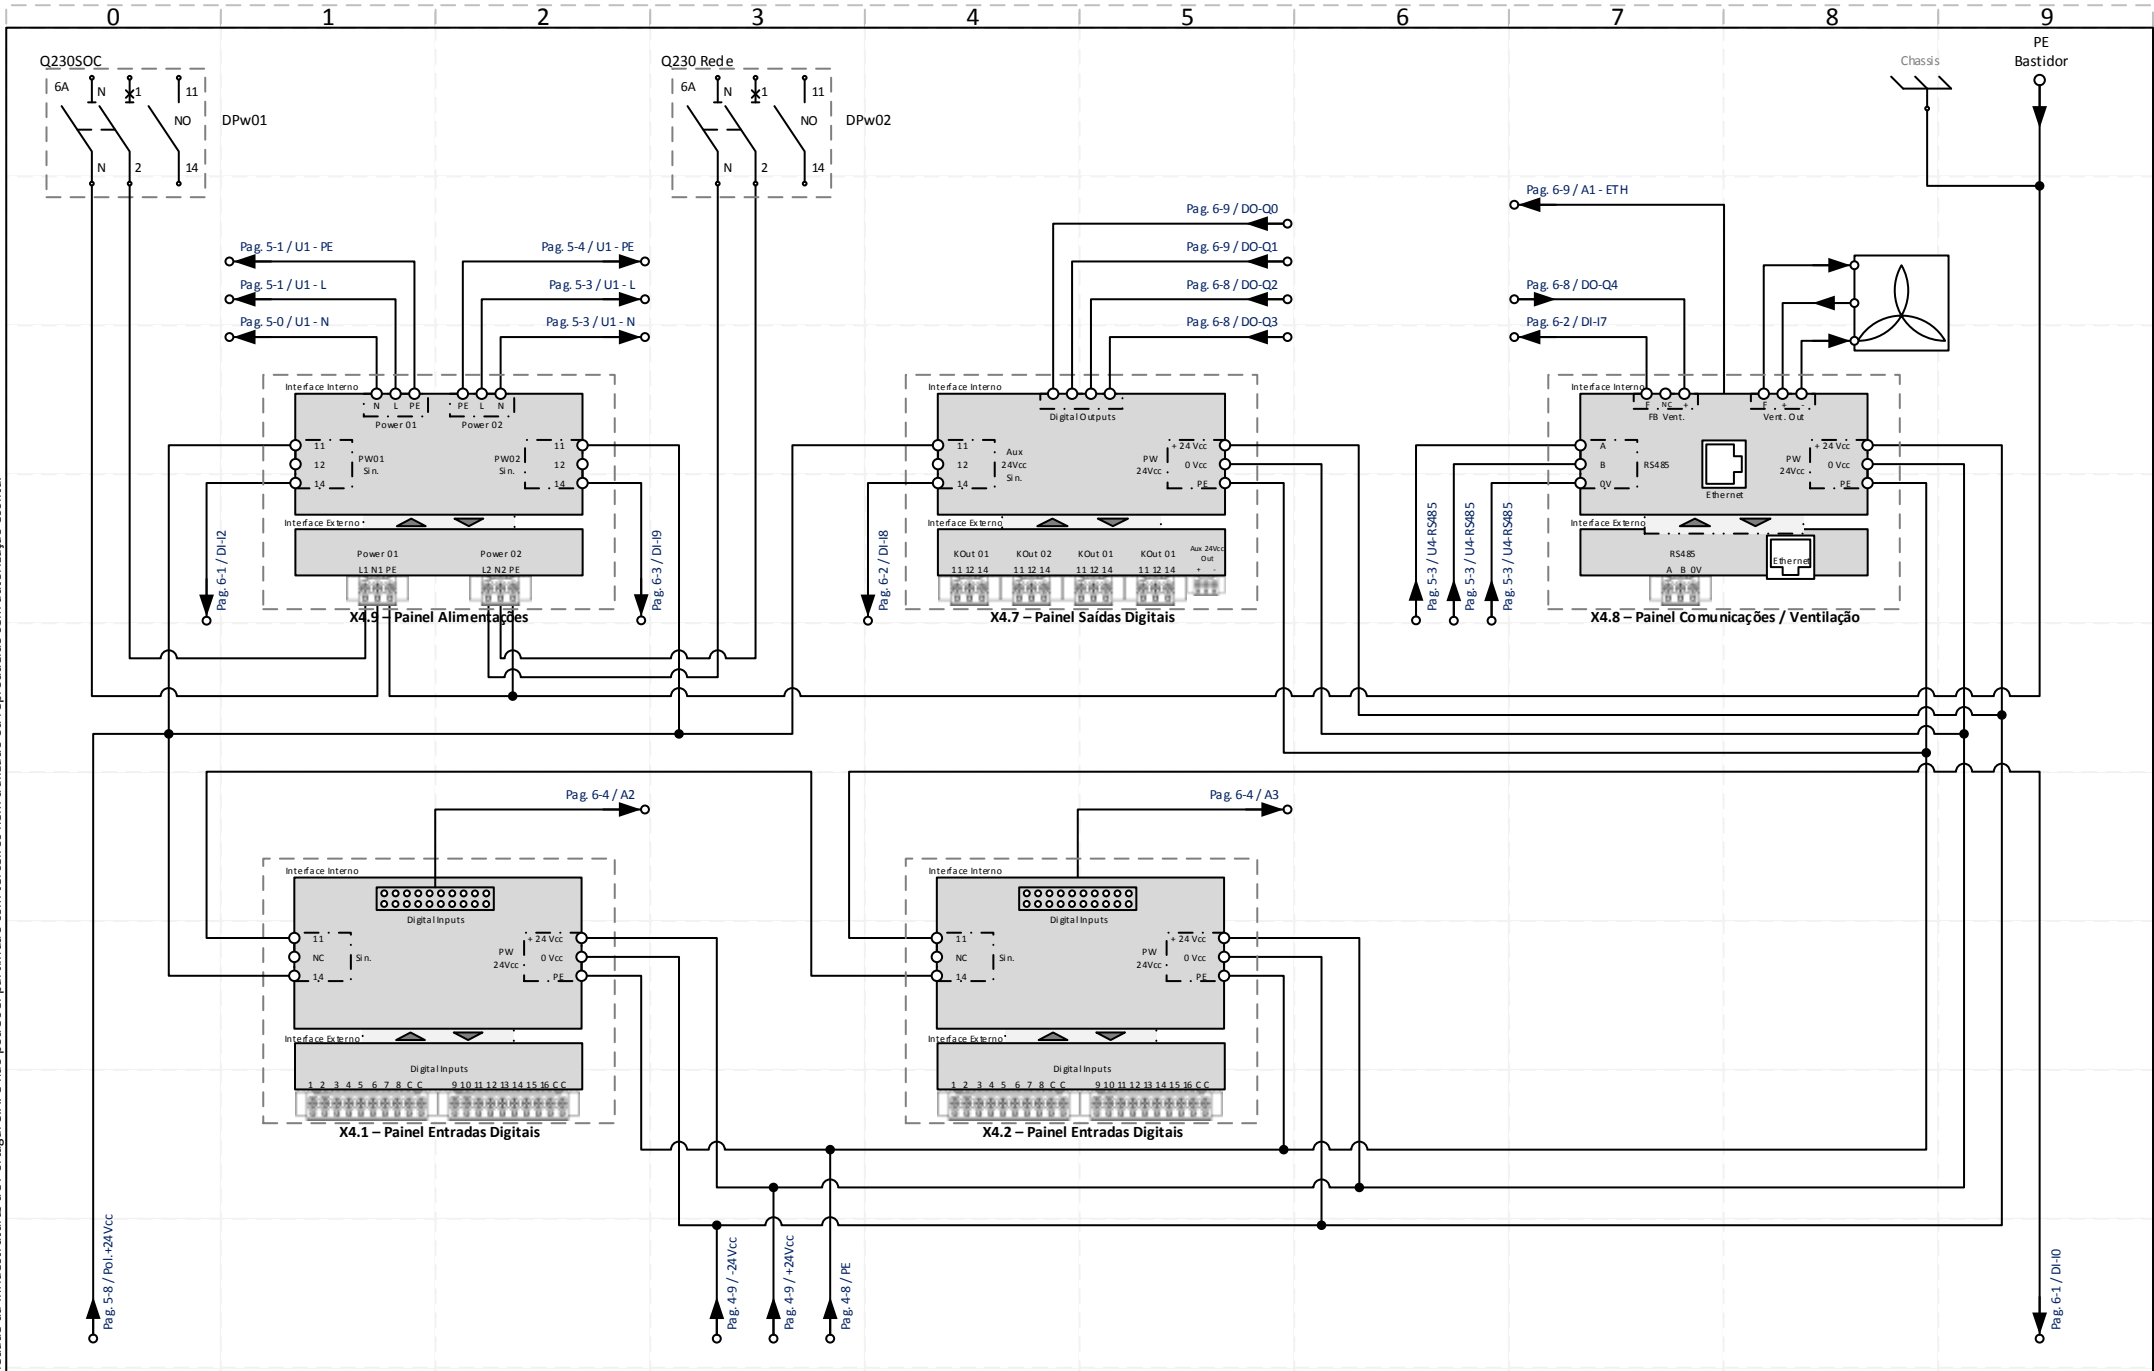 0 1 2 3 4 5 6 7 8 9
Q230SOC
6A N 1 11
NO
N 2 14
DPw01
Q230 Rede
6A N 1 11
NO
N 2 14
DPw02
Chassis
PE
Bastidor
Pag. 5-1 / U1 - PE
Pag. 5-1 / U1 - L
Pag. 5-0 / U1 - N
Pag. 5-4 / U1 - PE
Pag. 5-3 / U1 - L
Pag. 5-3 / U1 - N
Pag. 6-9 / DO-Q0
Pag. 6-9 / DO-Q1
Pag. 6-8 / DO-Q2
Pag. 6-8 / DO-Q3
Pag. 6-9 / A1 - ETH
Pag. 6-8 / DO-Q4
Pag. 6-2 / DI-I7
Interface Interno
N L PE
Power 01
PE L N
Power 02
11
12
14
PW01
Sin.
PW02
Sin.
11
12
14
Interface Externo
Power 01
L1 N1 PE
Power 02
L2 N2 PE
X4.9 – Painel Alimentações
Pag. 6-1 / DI-I2
Pag. 6-3 / DI-I9
Interface Interno
Digital Outputs
11
12
14
Aux
24Vcc
Sin.
PW
24Vcc
+ 24 Vcc
0 Vcc
PE
Interface Externo
KOut 01
11 12 14
KOut 02
11 12 14
KOut 01
11 12 14
KOut 01
11 12 14
Aux 24Vcc
Out
+ -
X4.7 – Painel Saídas Digitais
Pag. 6-2 / DI-I8
Interface Interno
F NC +
FB Vent.
F + -
Vent. Out
A
B
0V
RS485
Ethernet
PW
24Vcc
+ 24 Vcc
0 Vcc
PE
Interface Externo
RS485
A B 0V
Ethernet
X4.8 – Painel Comunicações / Ventilação
Pag. 5-3 / U4-RS485
Pag. 5-3 / U4-RS485
Pag. 5-3 / U4-RS485
Pag. 6-4 / A2
Interface Interno
Digital Inputs
11
NC
14
Sin.
PW
24Vcc
+ 24 Vcc
0 Vcc
PE
Interface Externo
Digital Inputs
1 2 3 4 5 6 7 8 C C
9 10 11 12 13 14 15 16 C C
X4.1 – Painel Entradas Digitais
Pag. 6-4 / A3
Interface Interno
Digital Inputs
11
NC
14
Sin.
PW
24Vcc
+ 24 Vcc
0 Vcc
PE
Interface Externo
Digital Inputs
1 2 3 4 5 6 7 8 C C
9 10 11 12 13 14 15 16 C C
X4.2 – Painel Entradas Digitais
Pag. 5-8 / Pol.+24Vcc
Pag. 4-9 / -24Vcc
Pag. 4-9 / +24Vcc
Pag. 4-8 / PE
Pag. 6-1 / DI-I0